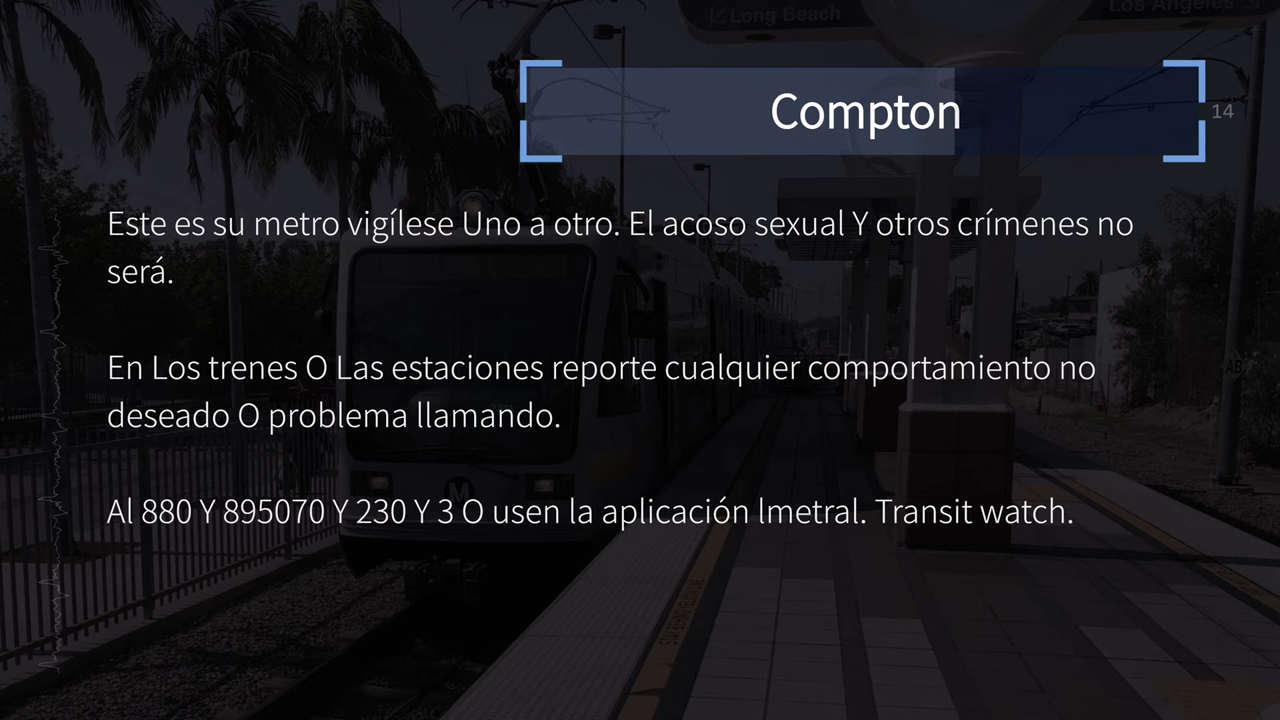 Long Beach
Los Angeles
Compton
14
Este es su metro vigílese Uno a otro. El acoso sexual Y otros crímenes no
será.
En Los trenes O Las estaciones reporte cualquier comportamiento no
deseado O problema llamando.
Al 880 Y 895070 Y 230 Y 3 O usen la aplicación lmetral. Transit watch.